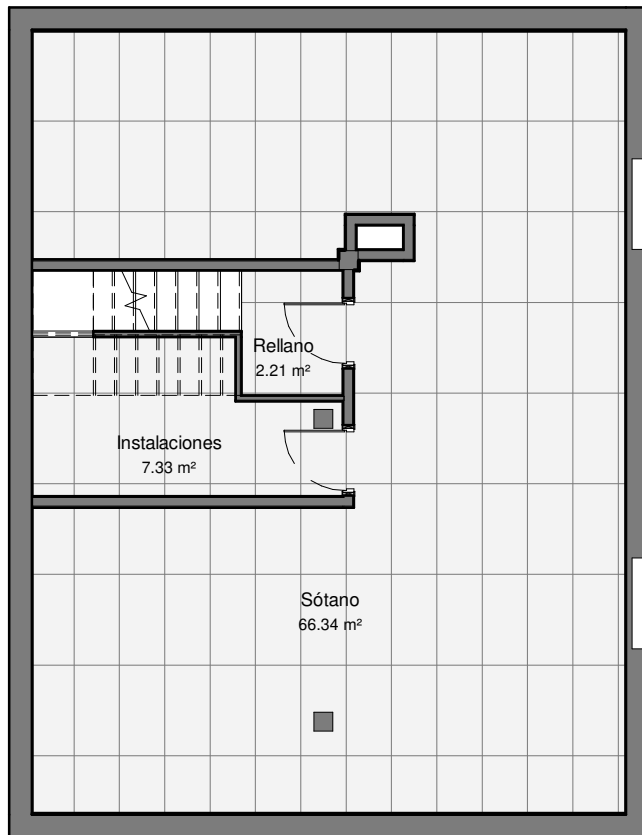 Rellano
2.21 m²
Instalaciones
7.33 m²
Sótano
66.34 m²